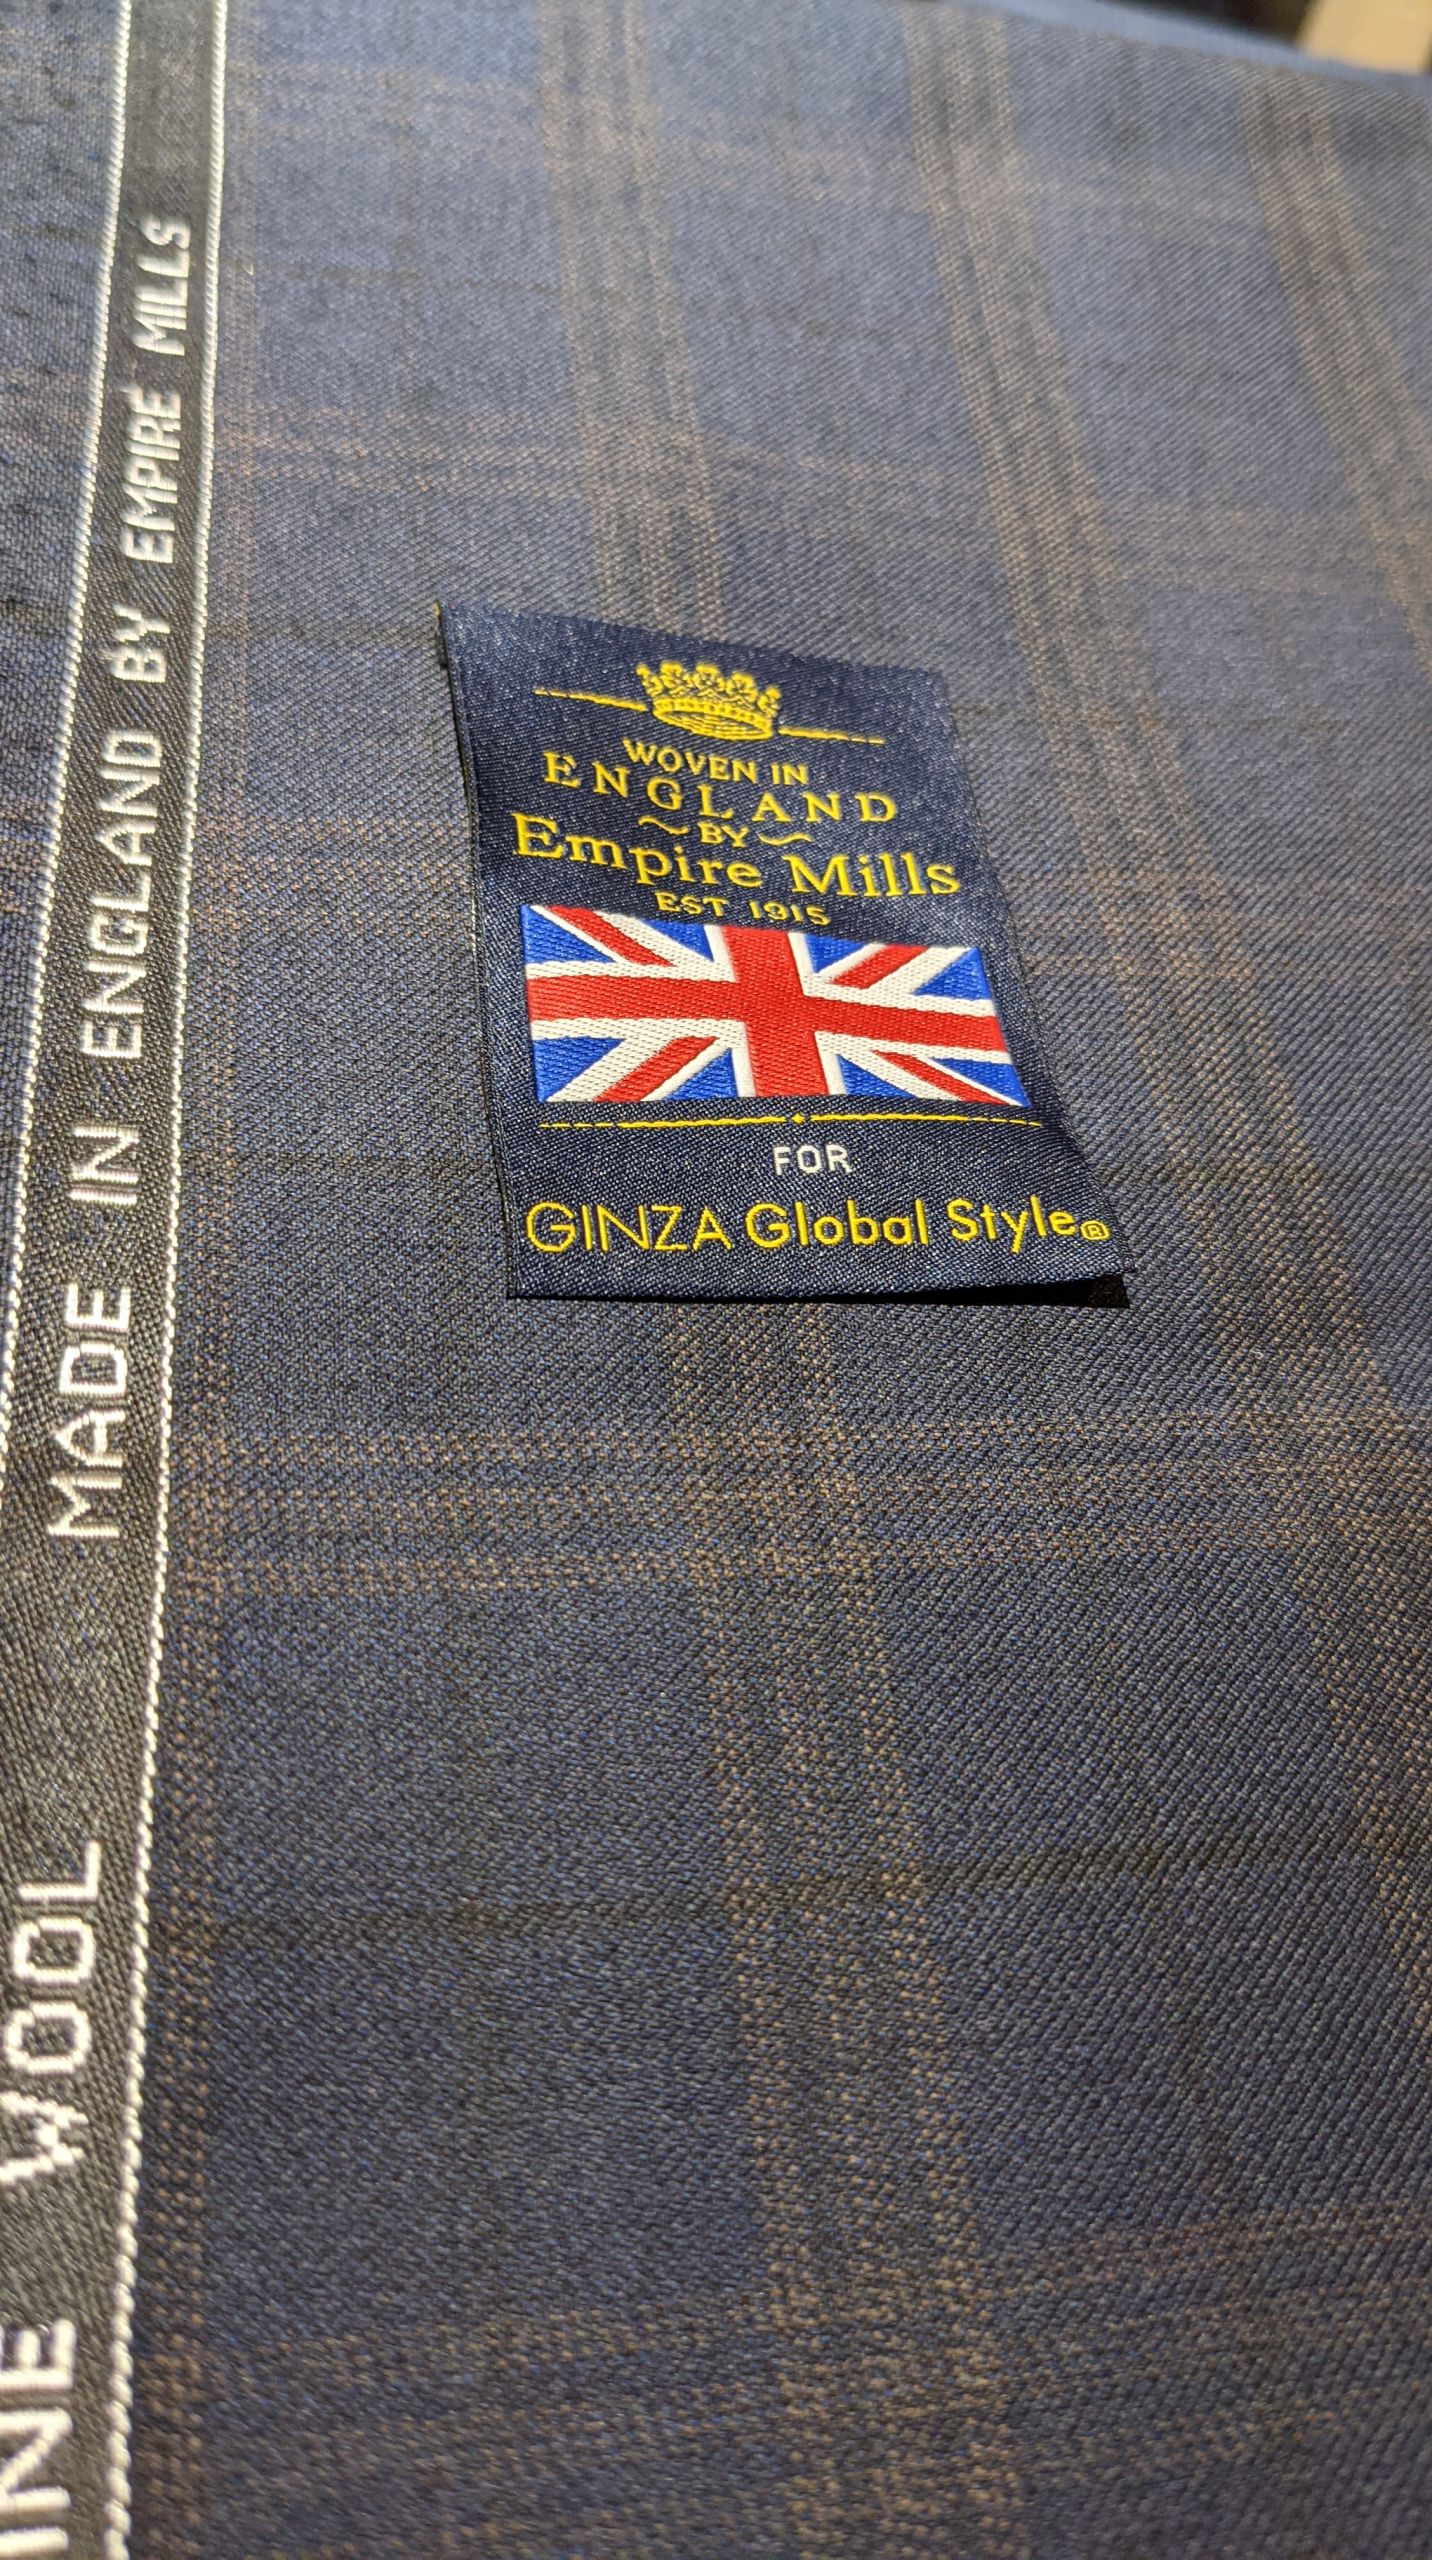 WOVEN IN
ENGLAND
~ BY ~
Empire Mills
EST 1915
FOR
GINZA Global Style®
WOOL MADE IN ENGLAND BY EMPIRE MILLS